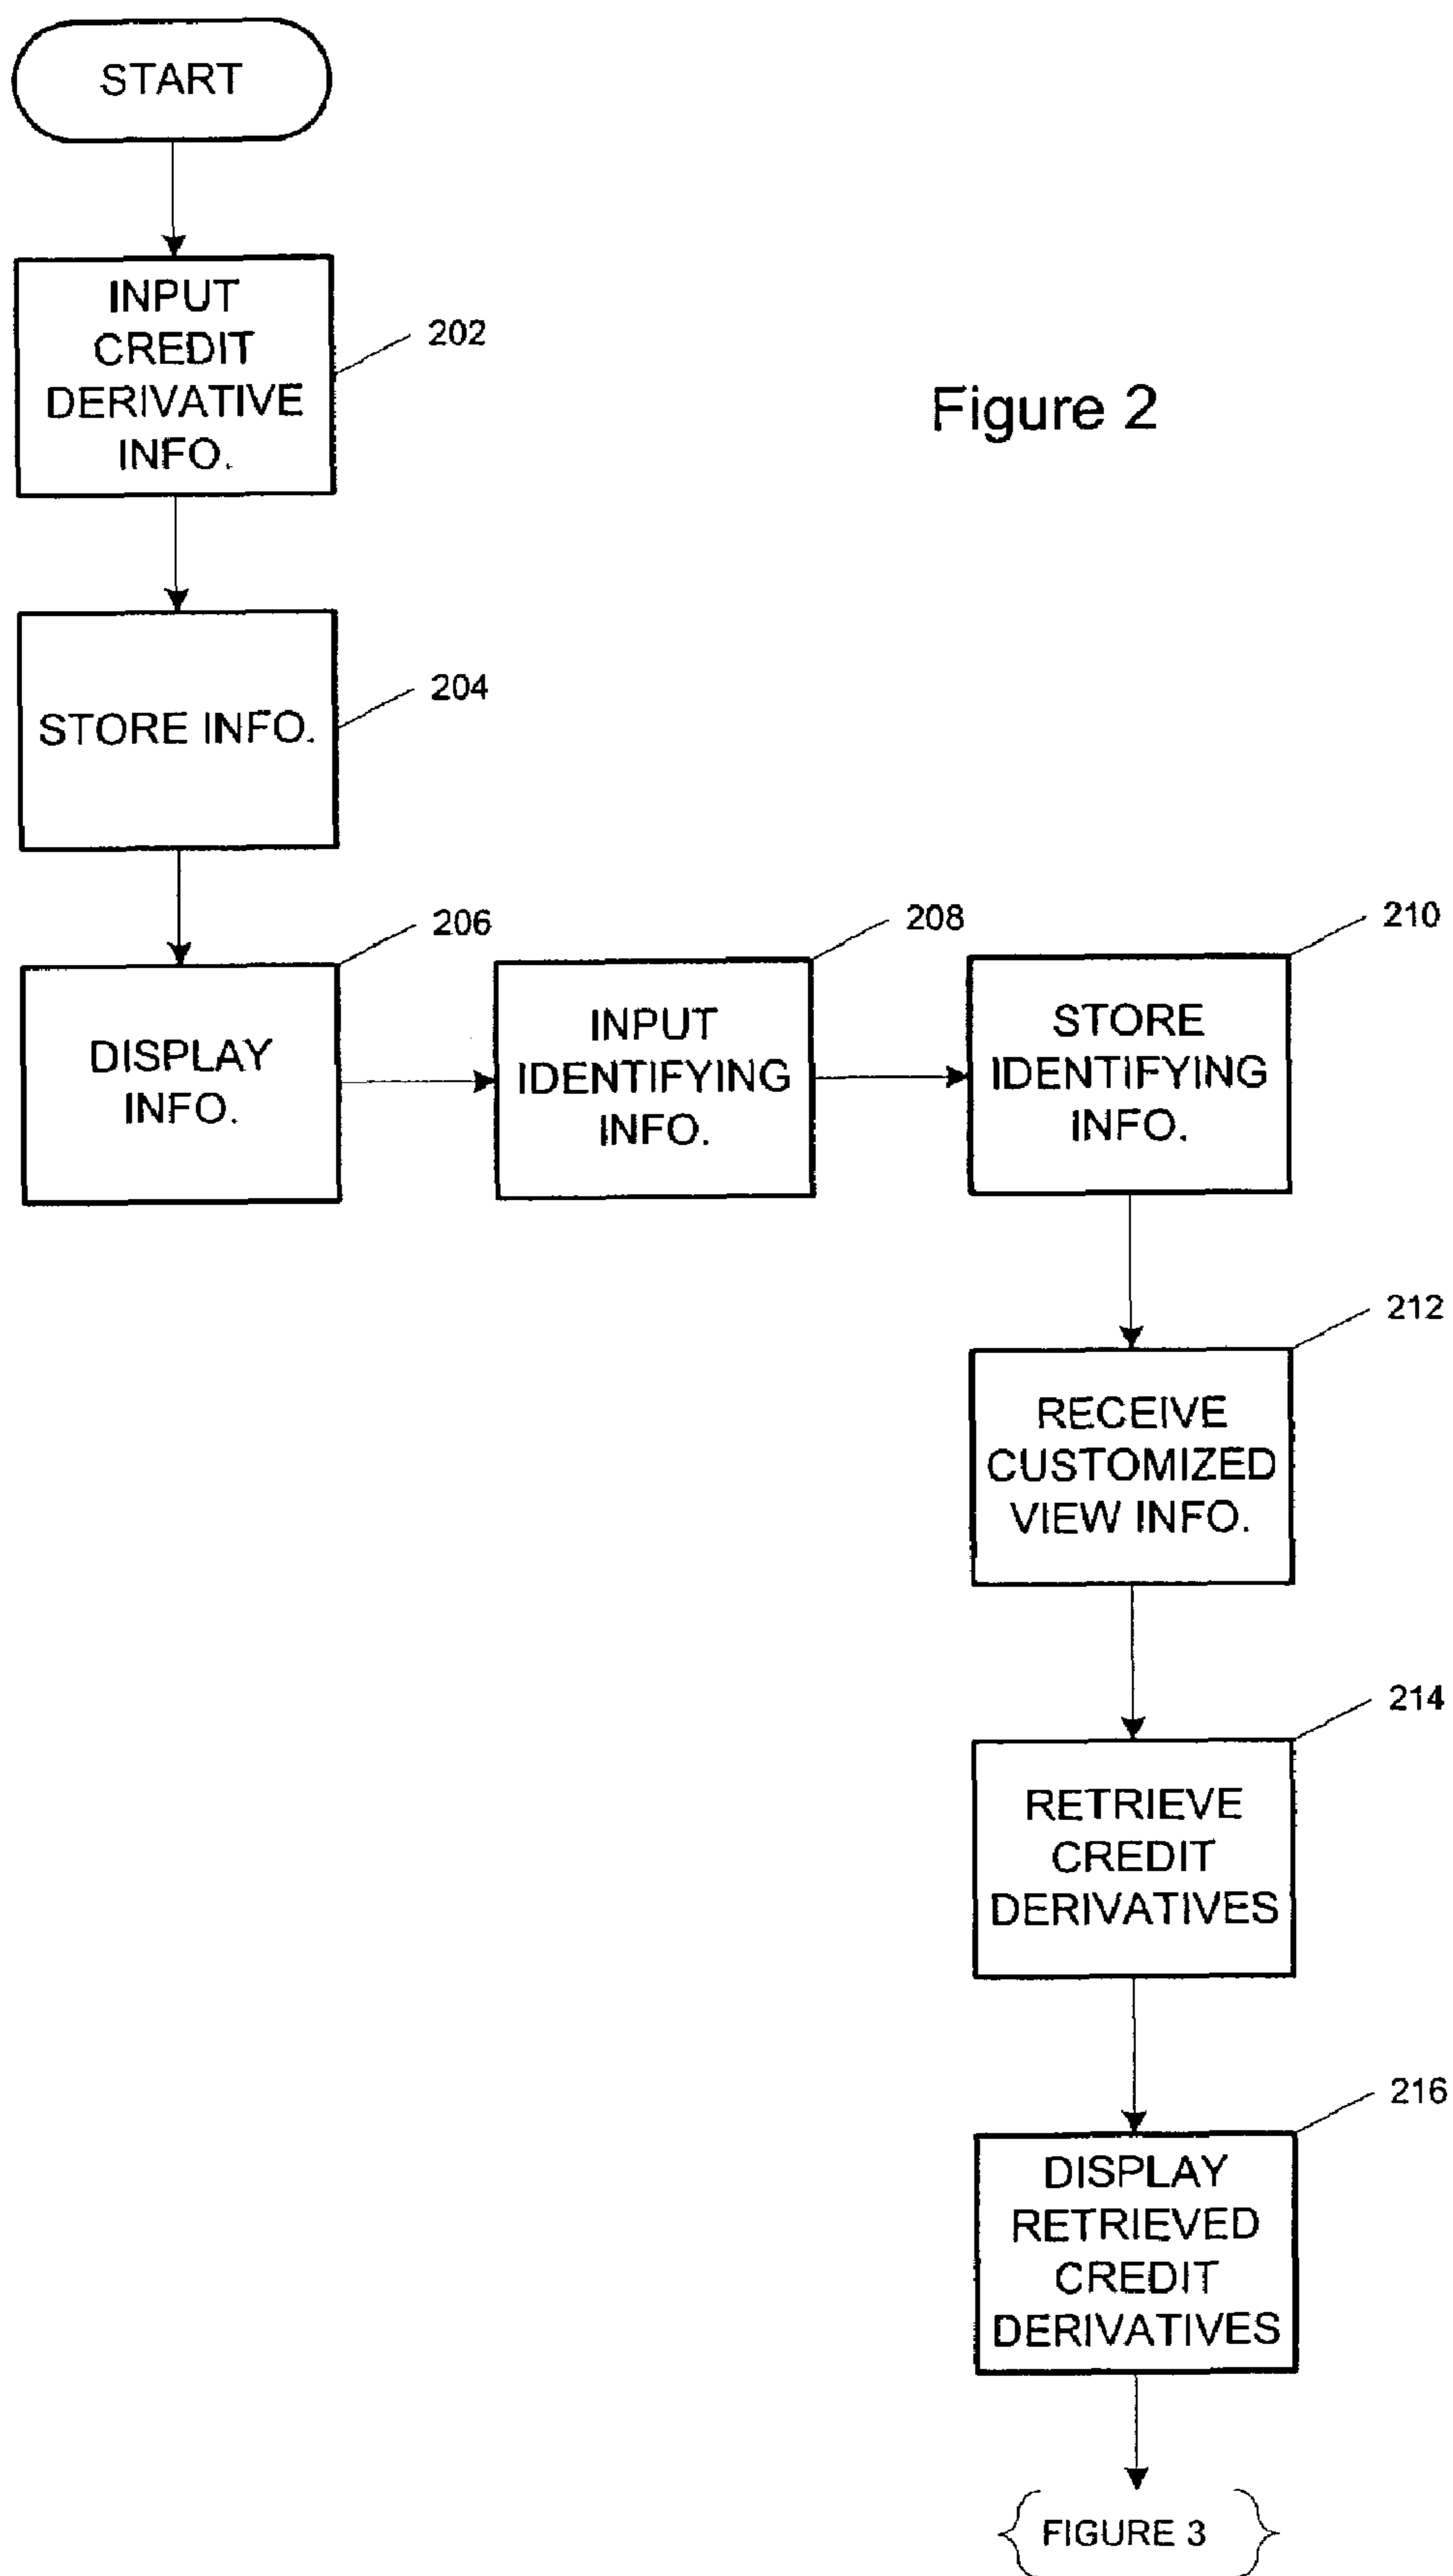 START
INPUT
CREDIT
DERIVATIVE
INFO.
202
Figure 2
STORE INFO.
204
DISPLAY
INFO.
206
INPUT
IDENTIFYING
INFO.
208
STORE
IDENTIFYING
INFO.
210
RECEIVE
CUSTOMIZED
VIEW INFO.
212
RETRIEVE
CREDIT
DERIVATIVES
214
DISPLAY
RETRIEVED
CREDIT
DERIVATIVES
216
FIGURE 3